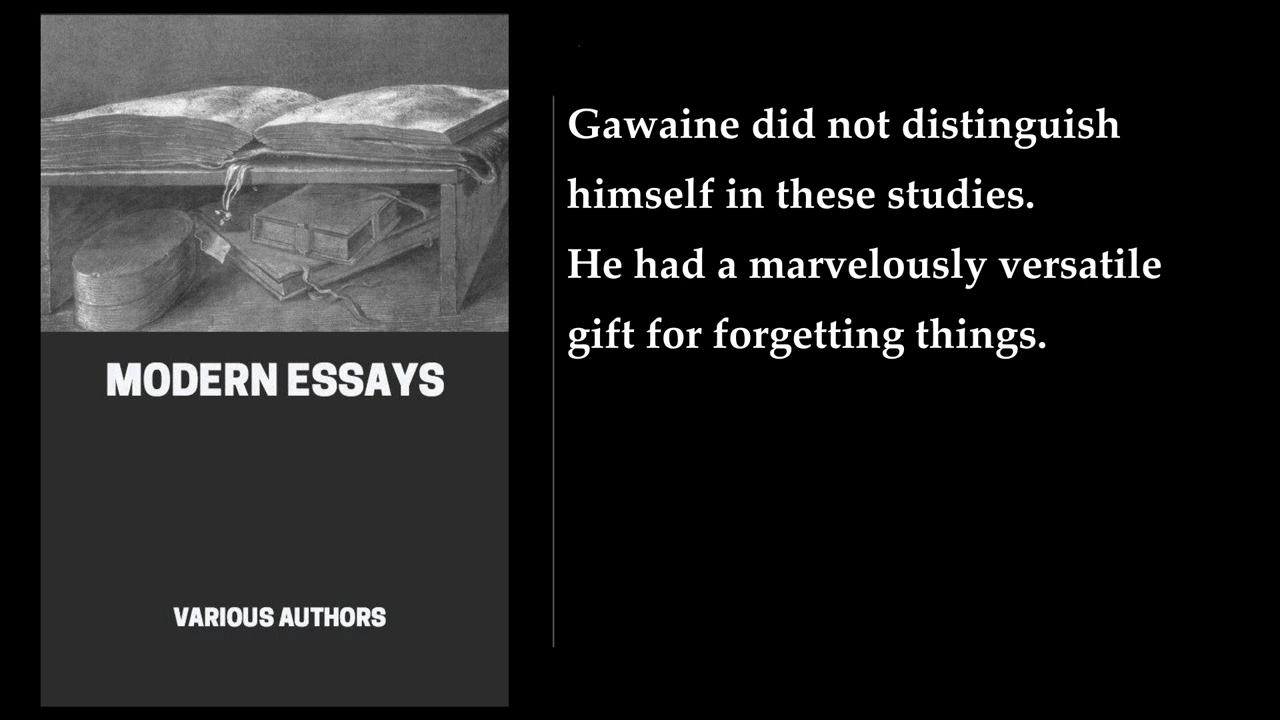 MODERN ESSAYS
VARIOUS AUTHORS
Gawaine did not distinguish
himself in these studies.
He had a marvelously versatile
gift for forgetting things.